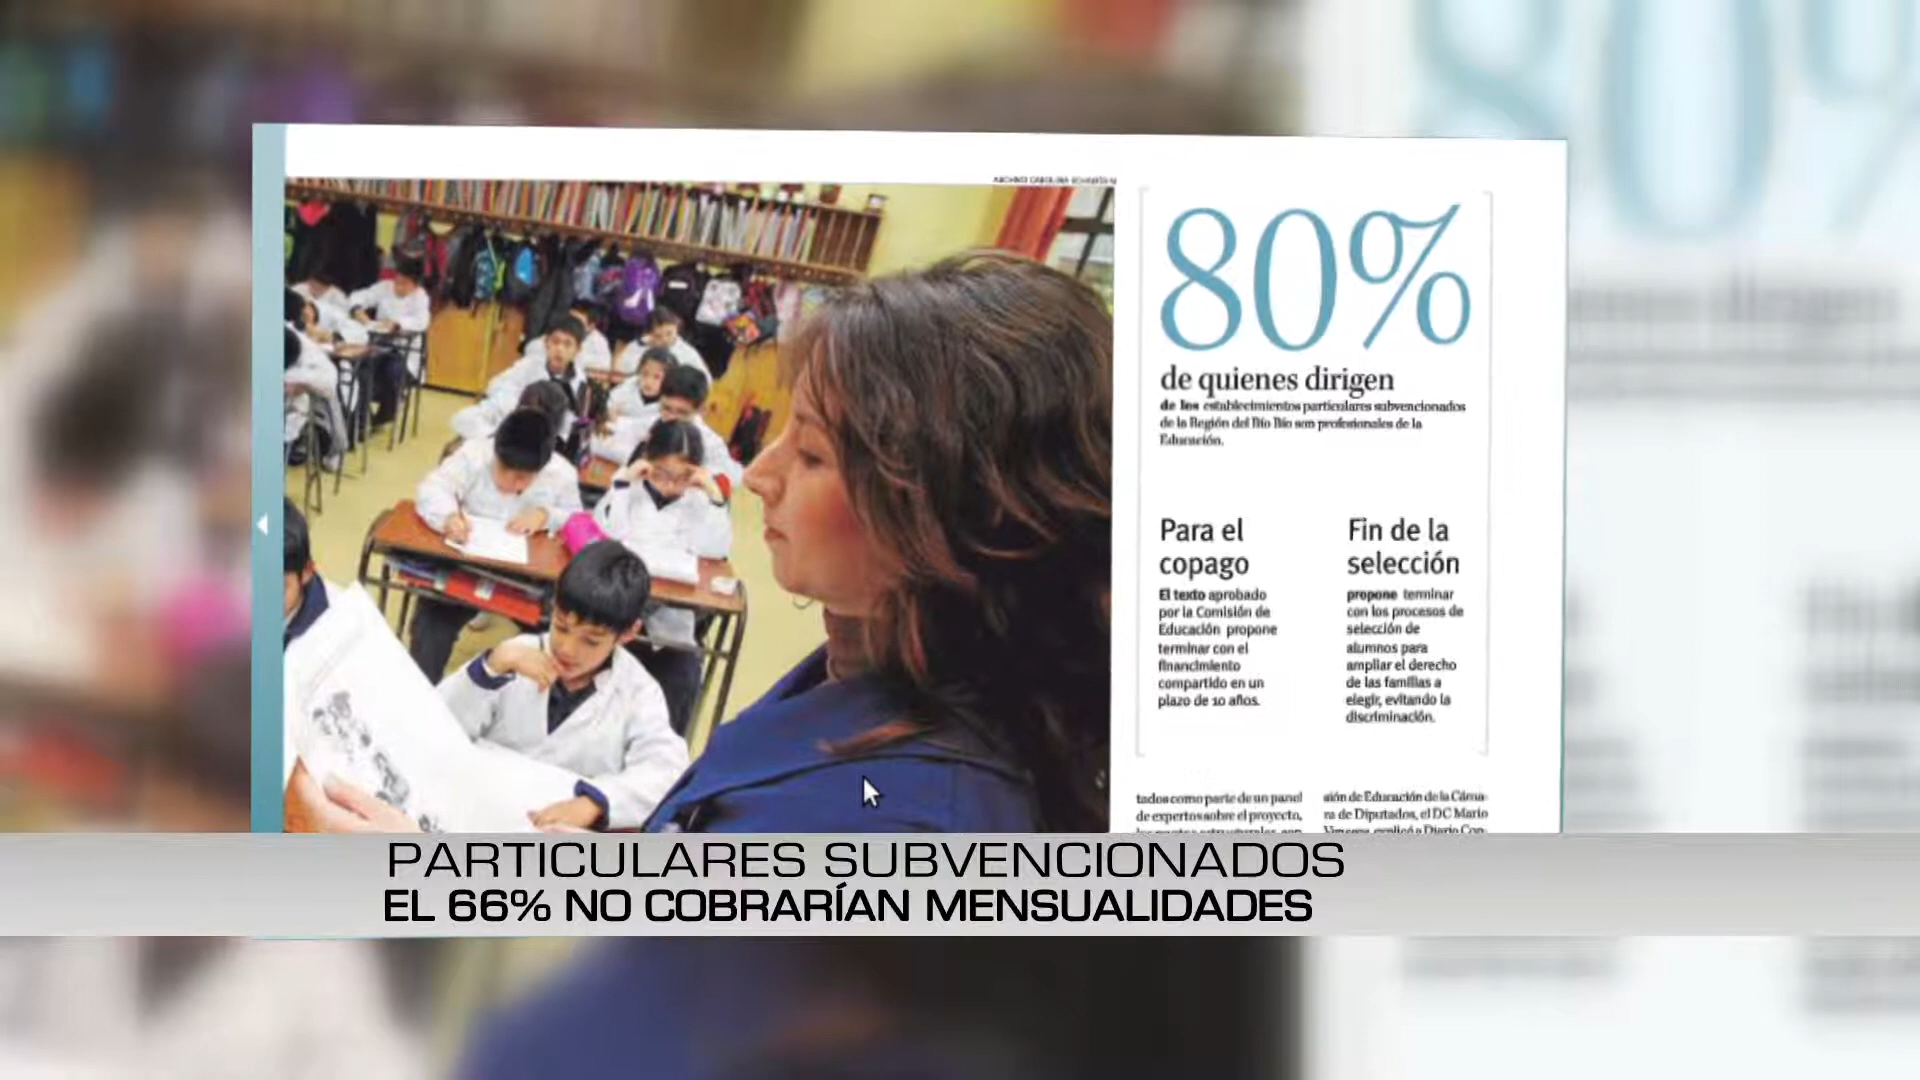 80%
80%
de quienes dirigen
de los establecimientos particulares subvencionados
de la Región del Bío Bío son profesionales de la
Educación.
Para el
copago
El texto aprobado
por la Comisión de
Educación propone
terminar con el
financimiento
compartido en un
plazo de 10 años.
Fin de la
selección
propone terminar
con los procesos de
selección de
alumnos para
ampliar el derecho
de las familias a
elegir, evitando la
discriminación.
tados como parte de un panel
de expertos sobre el proyecto,
sión de Educación de la Cáma-
ra de Diputados, el DC Mario
PARTICULARES SUBVENCIONADOS
EL 66% NO COBRARÍAN MENSUALIDADES